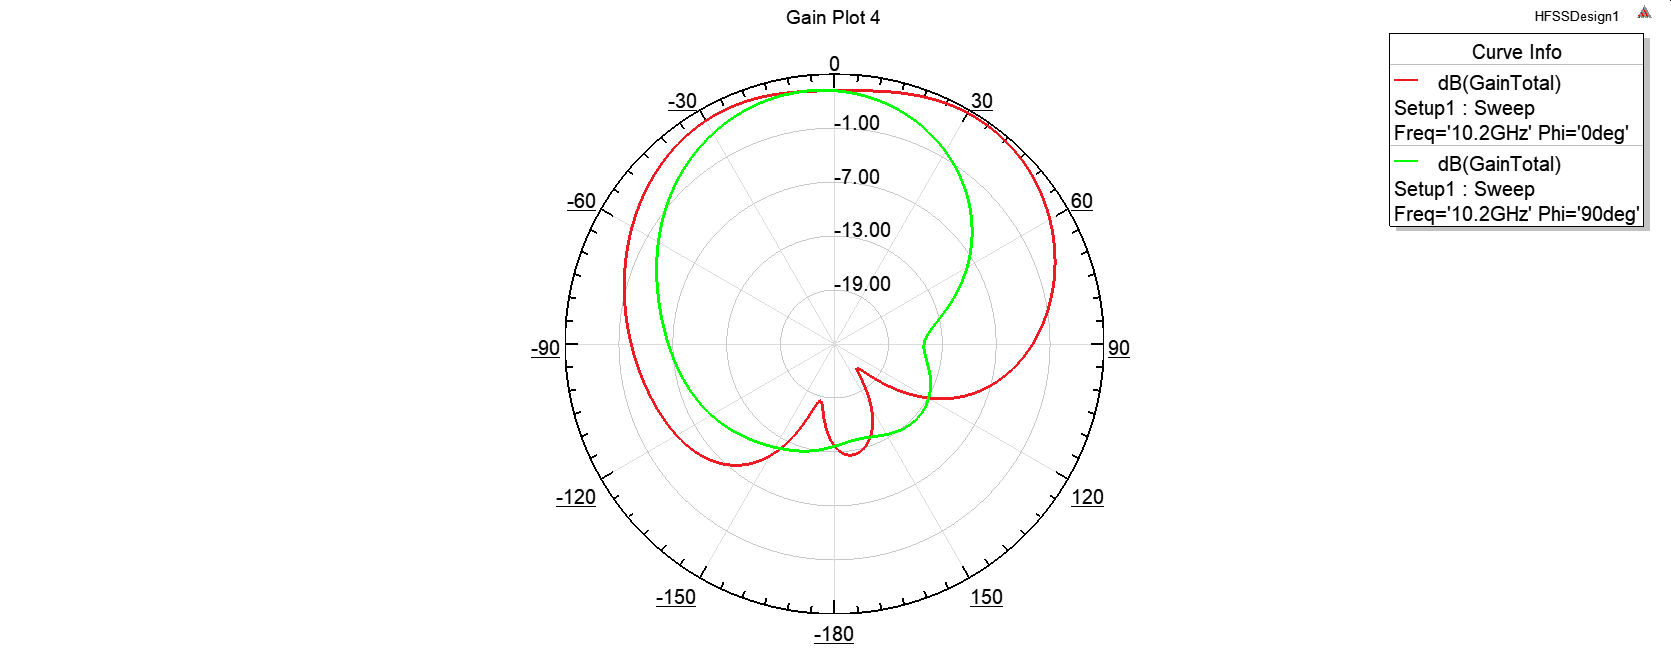 Gain Plot 4
HFSSDesign1
Curve Info
dB(GainTotal)
Setup1 : Sweep
Freq='10.2GHz' Phi='0deg'
dB(GainTotal)
Setup1 : Sweep
Freq='10.2GHz' Phi='90deg'
0
-30
30
-1.00
-7.00
-60
60
-13.00
-19.00
-90
90
-120
120
-150
150
-180